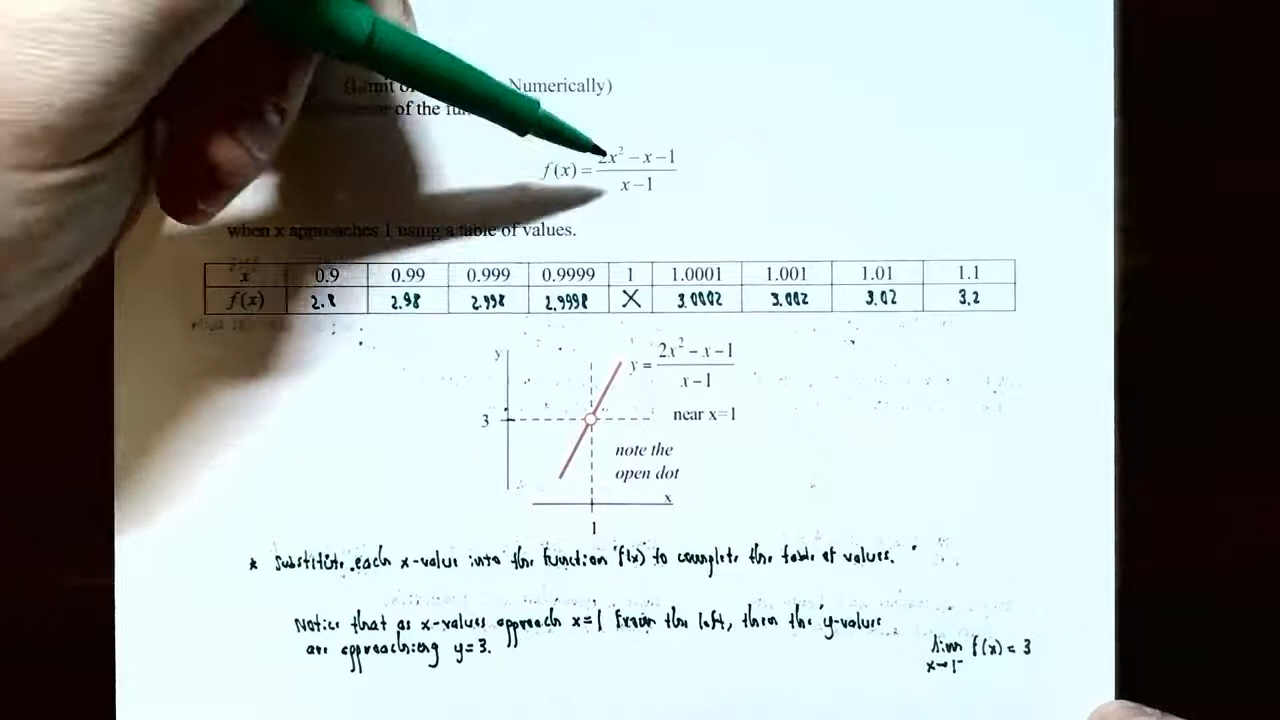 Numerically)
of the
f(x) = 2x² – x – 1
x – 1
when x approaches 1 using a table of values.
x 0.9 0.99 0.999 0.9999 1 1.0001 1.001 1.01 1.1
f(x) 2.8 2.98 2.998 2.9998 X 3.0002 3.002 3.02 3.2
y
y = 2x² – x – 1
x – 1
3
near x=1
note the
open dot
x
1
* Substitute each x-value into the function f(x) to complete the table of values.
Notice that as x-values approach x=1 from the left, then the y-values
are approaching y=3.
lim f(x) = 3
x→1⁻